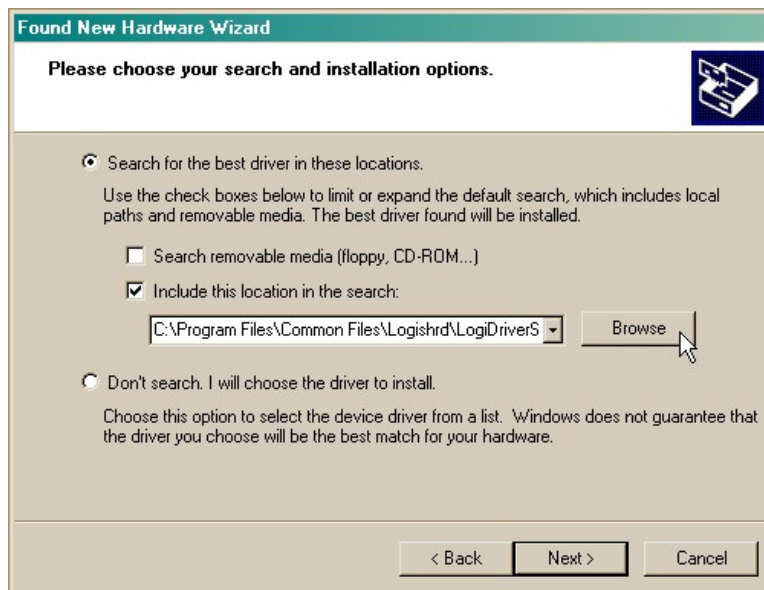 Found New Hardware Wizard
Please choose your search and installation options.
Search for the best driver in these locations.
Use the check boxes below to limit or expand the default search, which includes local
paths and removable media. The best driver found will be installed.
Search removable media (floppy, CD-ROM...)
Include this location in the search:
C:\Program Files\Common Files\Logishrd\LogiDriverS
Browse
Don't search. I will choose the driver to install.
Choose this option to select the device driver from a list. Windows does not guarantee that
the driver you choose will be the best match for your hardware.
< Back
Next >
Cancel